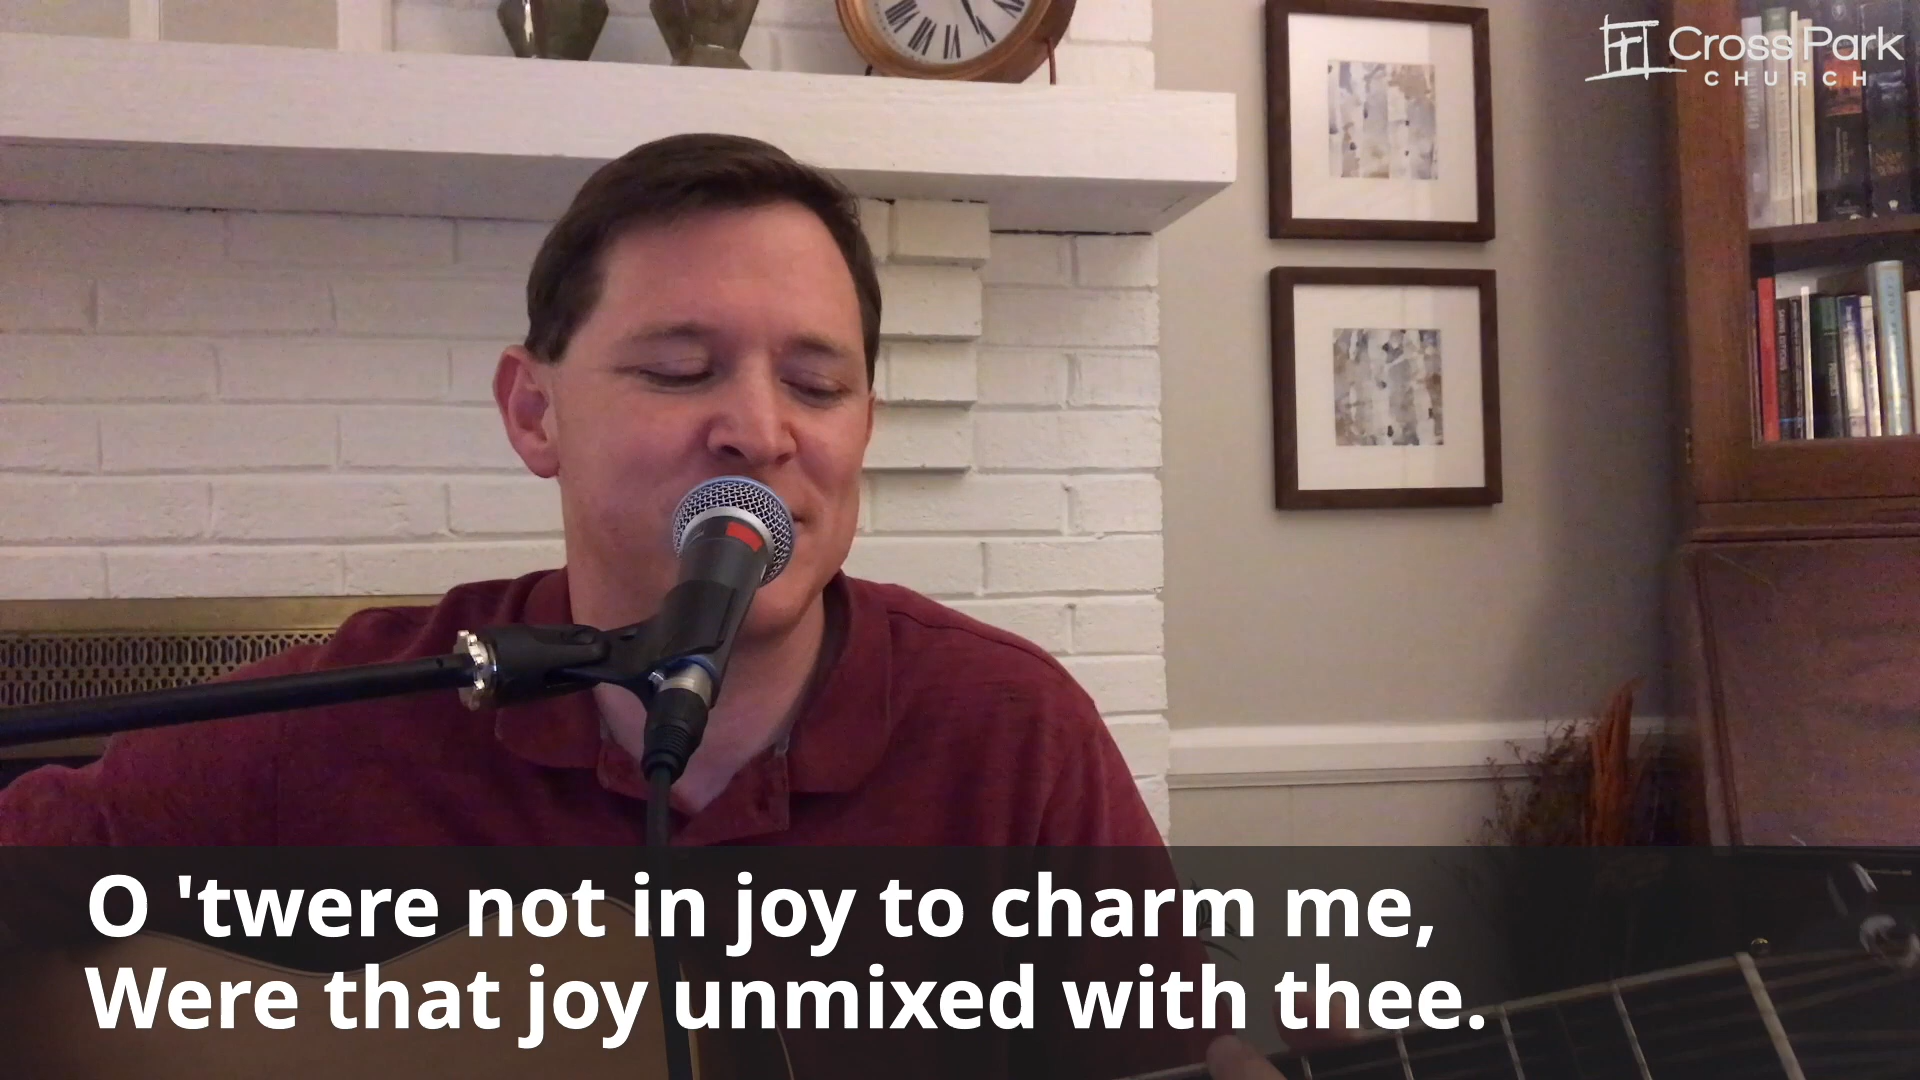 Cross Park
CHURCH
O 'twere not in joy to charm me,
Were that joy unmixed with thee.